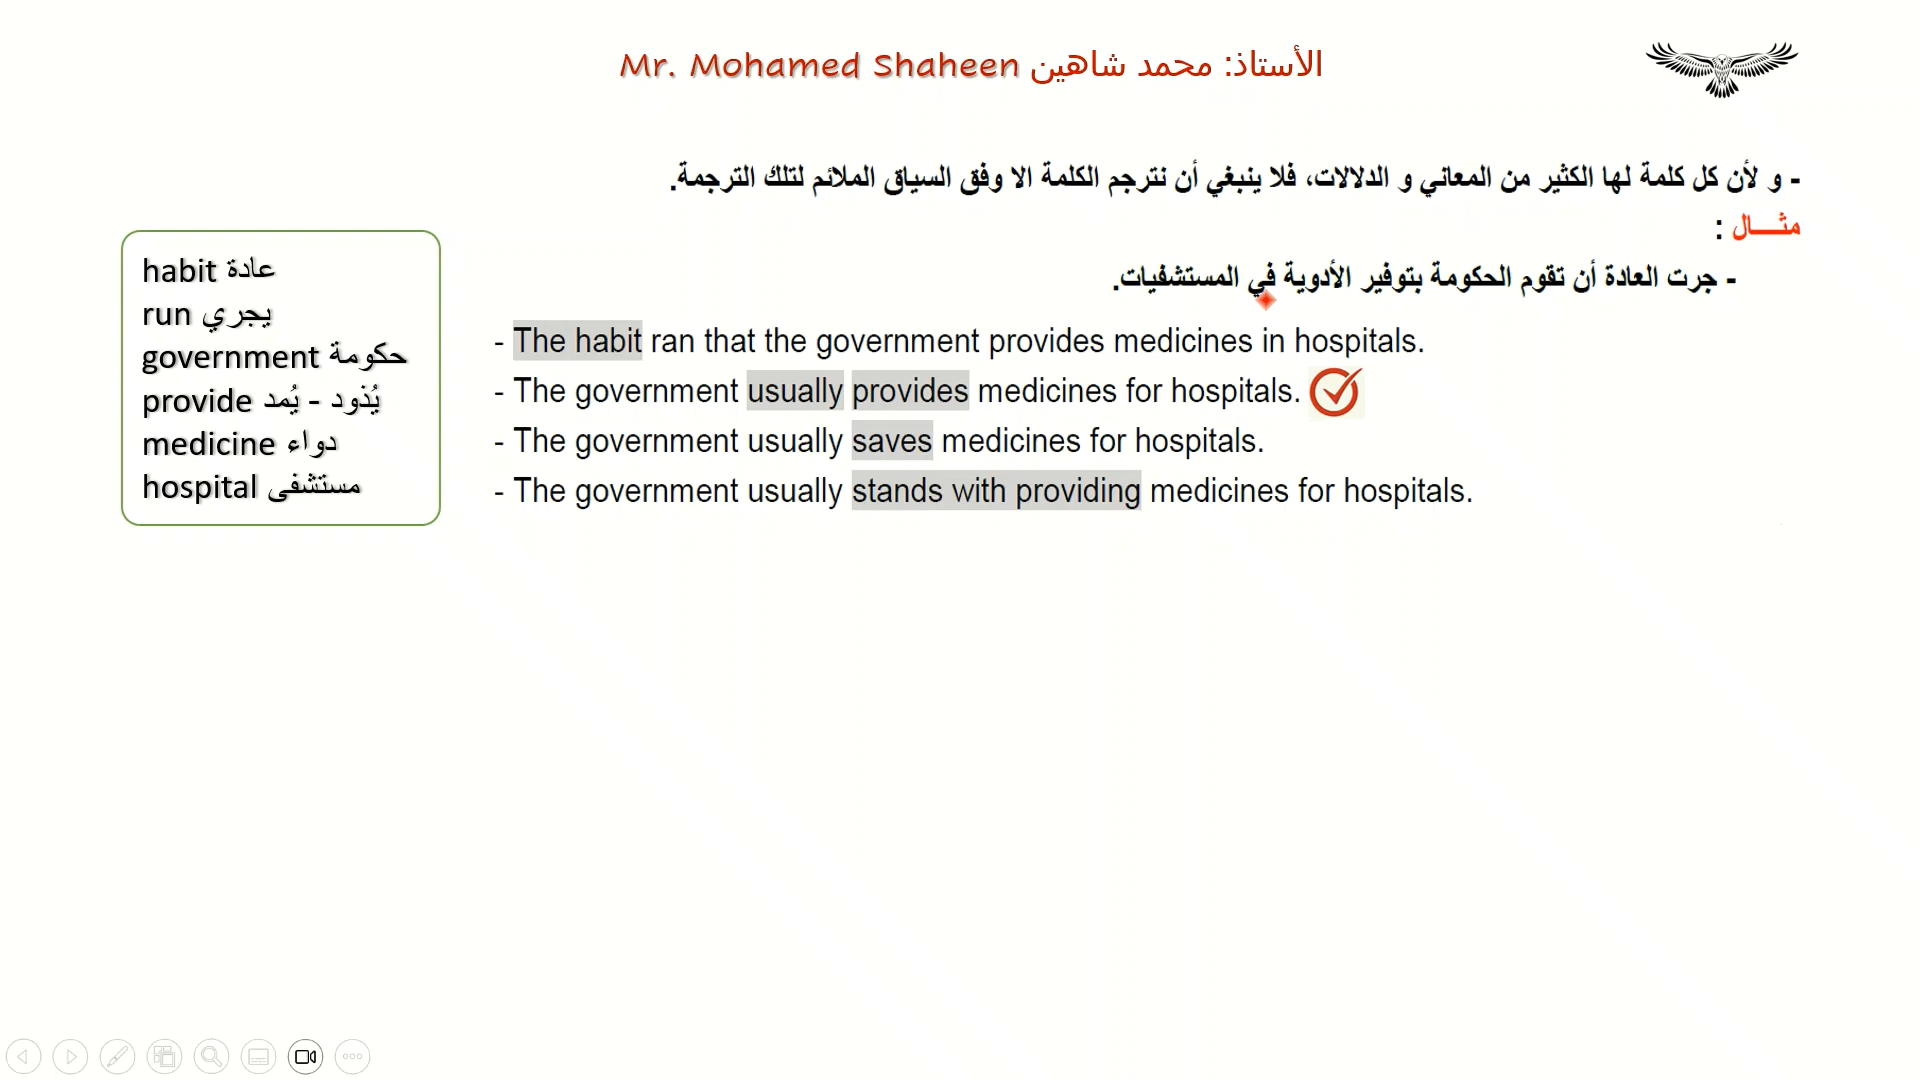 Mr. Mohamed Shaheen الأستاذ: محمد شاهين
- و لأن كل كلمة لها الكثير من المعاني و الدلالات، فلا ينبغي أن نترجم الكلمة الا وفق السياق الملائم لتلك الترجمة.
مثــــال :
- جرت العادة أن تقوم الحكومة بتوفير الأدوية في المستشفيات.
habit عادة
run يجري
government حكومة
provide يُذود - يُمد
medicine دواء
hospital مستشفى
- The habit ran that the government provides medicines in hospitals.
- The government usually provides medicines for hospitals.
- The government usually saves medicines for hospitals.
- The government usually stands with providing medicines for hospitals.